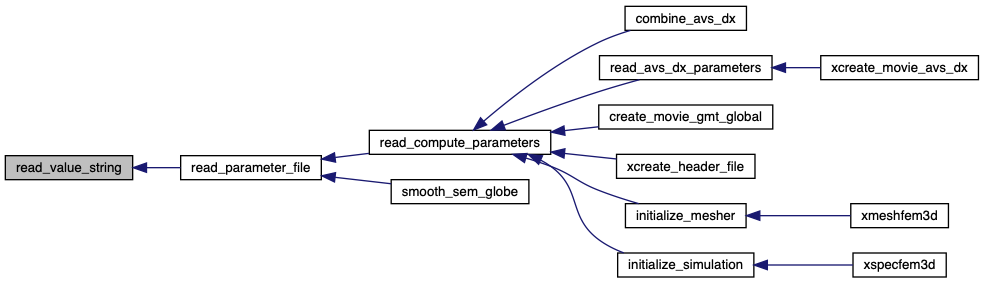 combine_avs_dx
read_avs_dx_parameters
xcreate_movie_avs_dx
create_movie_gmt_global
read_compute_parameters
read_value_string
read_parameter_file
xcreate_header_file
smooth_sem_globe
initialize_mesher
xmeshfem3d
initialize_simulation
xspecfem3d